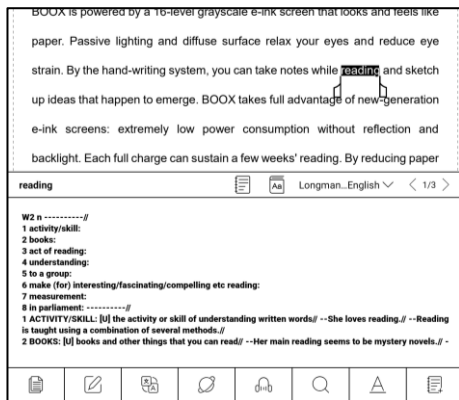 BOOX is powered by a 16-level grayscale e-ink screen that looks and feels like
paper. Passive lighting and diffuse surface relax your eyes and reduce eye
strain. By the hand-writing system, you can take notes while reading and sketch
up ideas that happen to emerge. BOOX takes full advantage of new-generation
e-ink screens: extremely low power consumption without reflection and
backlight. Each full charge can sustain a few weeks' reading. By reducing paper
reading Aa Longman...English 1/3
W2 n ----------//
1 activity/skill:
2 books:
3 act of reading:
4 understanding:
5 to a group:
6 make (for) interesting/fascinating/compelling etc reading:
7 measurement:
8 in parliament: ----------//
1 ACTIVITY/SKILL: [U] the activity or skill of understanding written words// --She loves reading.// --Reading
is taught using a combination of several methods.//
2 BOOKS: [U] books and other things that you can read// --Her main reading seems to be mystery novels.// -
A